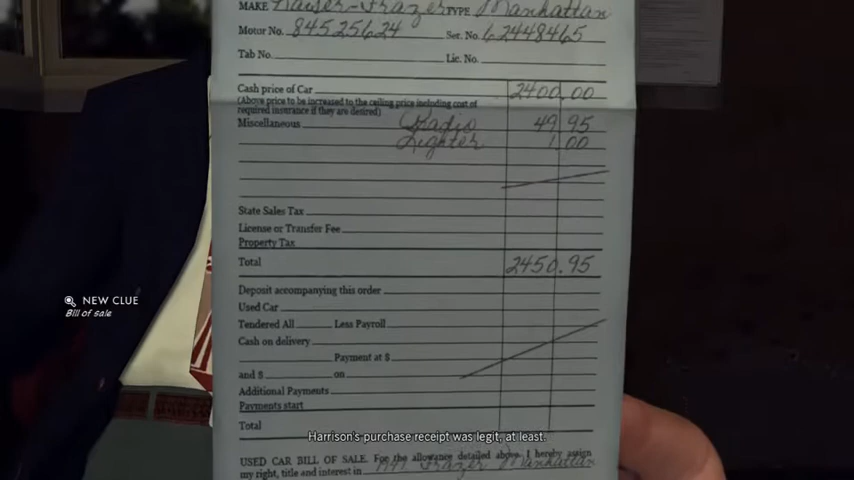 MAKE Kaiser-Frazer TYPE Manhattan
Motor No. 84525624 Ser. No. 62448465
Tab No. Lic. No.
Cash price of Car 2400.00
(Above price to be increased to the ceiling price including cost of
required insurance if they are desired)
Miscellaneous Radio 49 95
Lighter 1 00
State Sales Tax
License or Transfer Fee
Property Tax
Total 2450.95
Deposit accompanying this order
NEW CLUE
Bill of sale
Used Car
Tendered All Less Payroll
Cash on delivery
Payment at $
and $ on
Additional Payments
Payments start
Total
Harrison's purchase receipt was legit, at least.
USED CAR BILL OF SALE. For the allowance detailed above, I hereby assign
my right, title and interest in 1947 Frazer Manhattan